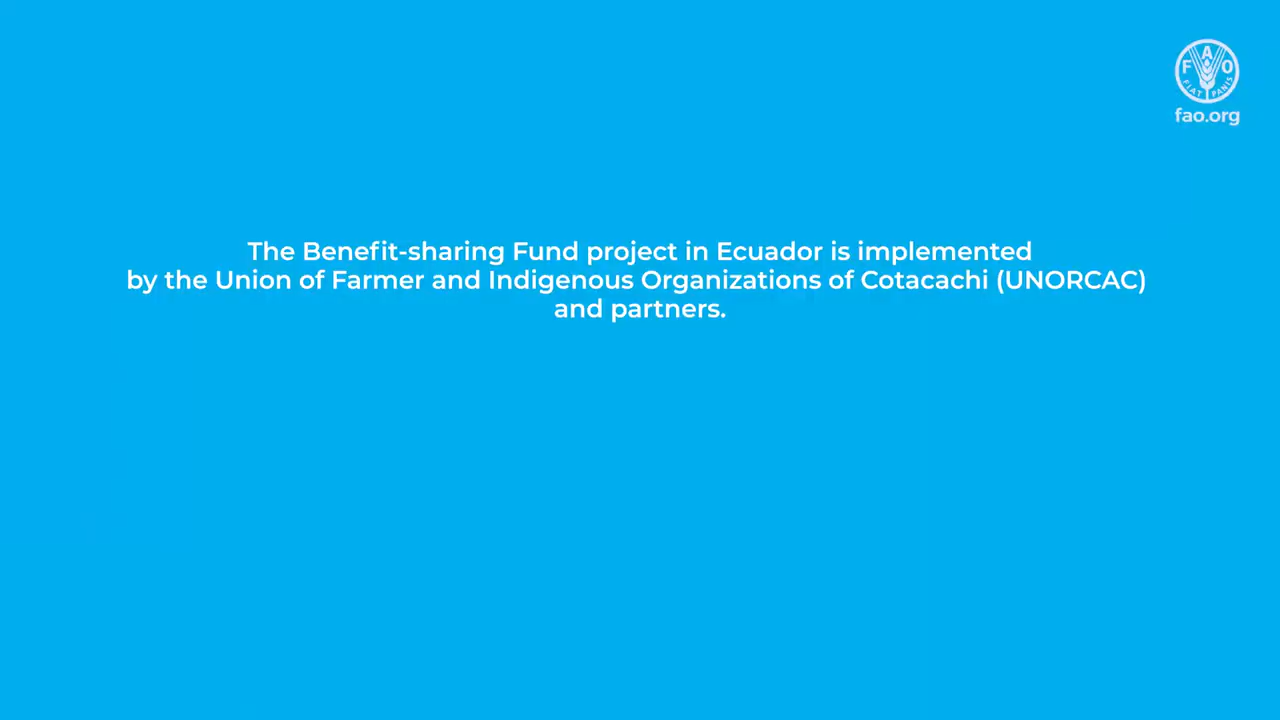 F A O
FIAT PANIS
fao.org
The Benefit-sharing Fund project in Ecuador is implemented
by the Union of Farmer and Indigenous Organizations of Cotacachi (UNORCAC)
and partners.